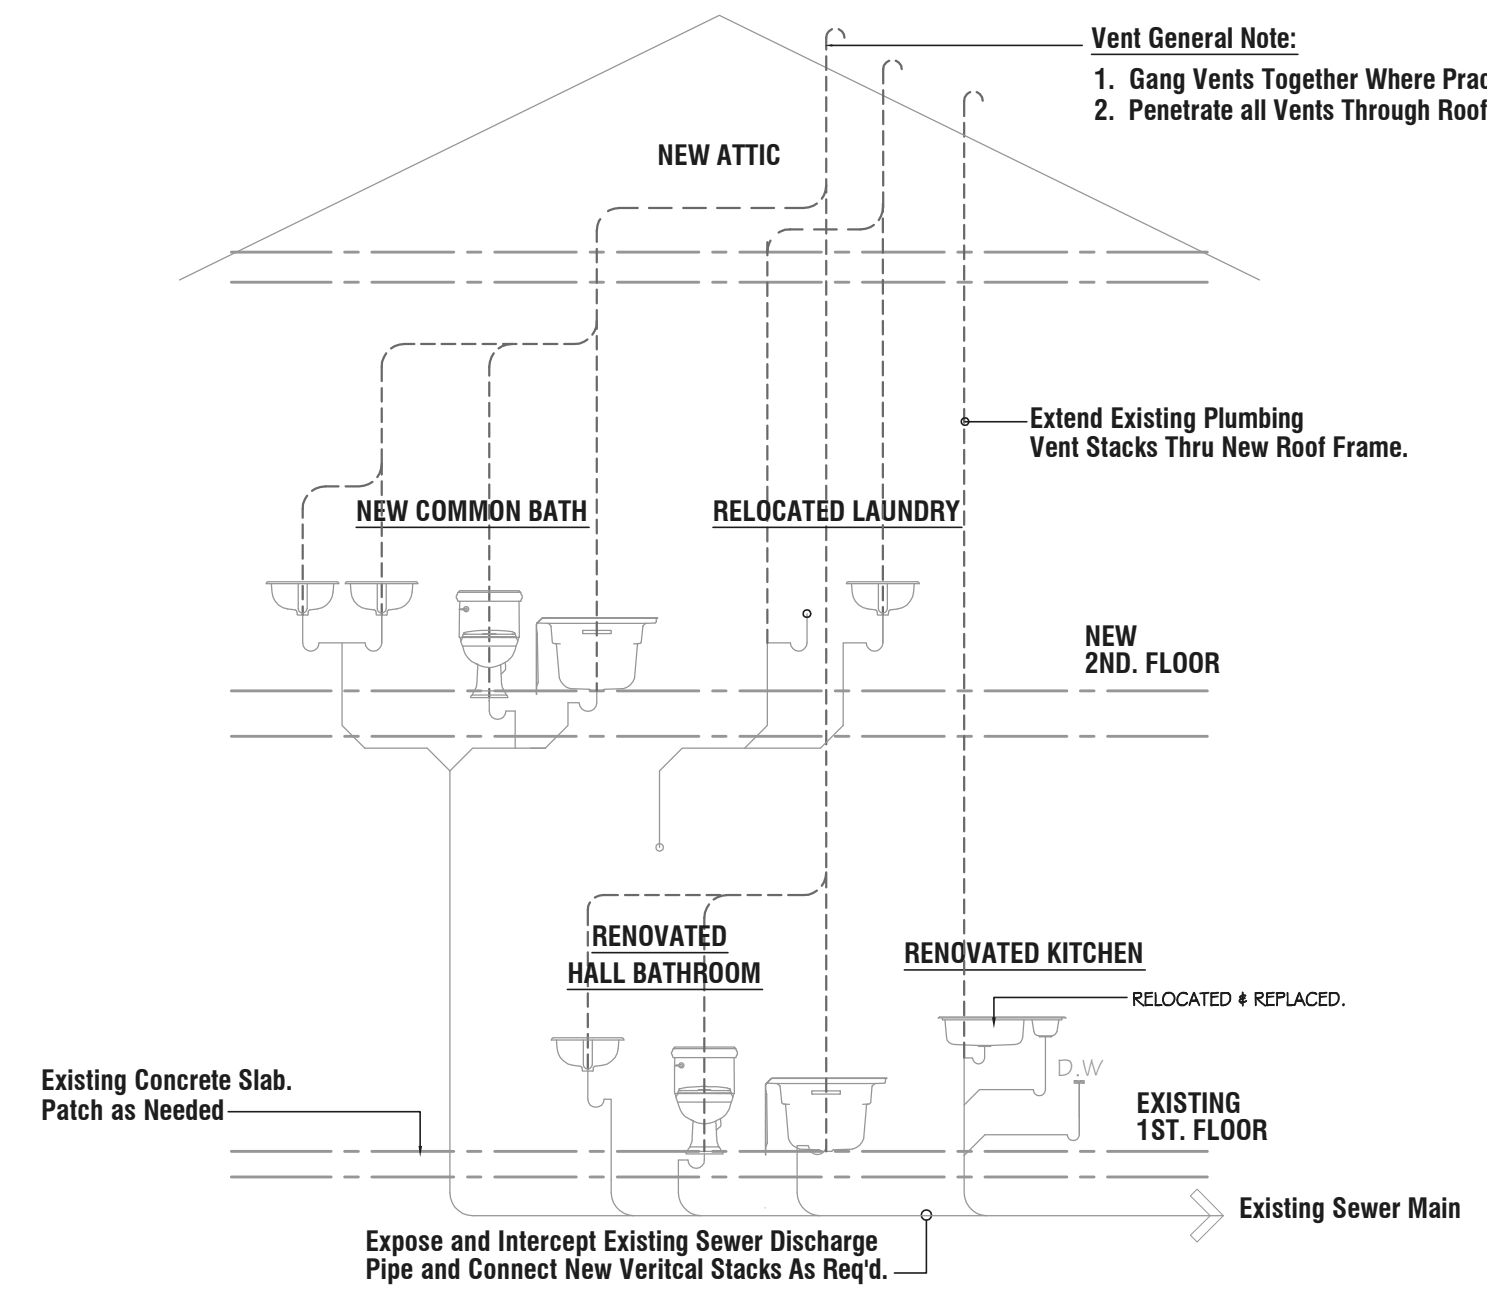 Vent General Note:
1. Gang Vents Together Where
2. Penetrate all Vents Through Roof
NEW ATTIC
Extend Existing Plumbing
Vent Stacks Thru New Roof Frame.
NEW COMMON BATH
RELOCATED LAUNDRY
NEW
2ND. FLOOR
RENOVATED
HALL BATHROOM
RENOVATED KITCHEN
RELOCATED & REPLACED.
D.W
Existing Concrete Slab.
Patch as Needed
EXISTING
1ST. FLOOR
Existing Sewer Main
Expose and Intercept Existing Sewer Discharge
Pipe and Connect New Veritcal Stacks As Req'd.